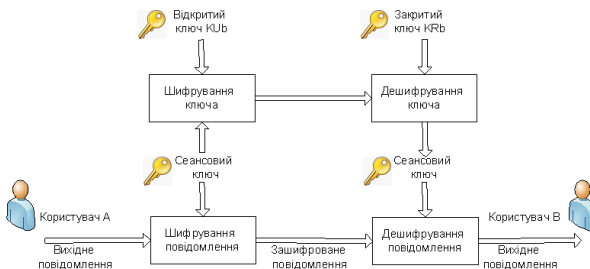 Відкритий
ключ KUb
Закритий
ключ KRb
Шифрування
ключа
Дешифрування
ключа
Сеансовий
ключ
Сеансовий
ключ
Користувач А
Користувач В
Шифрування
повідомлення
Дешифрування
повідомлення
Вихідне
повідомлення
Зашифроване
повідомлення
Вихідне
повідомлення